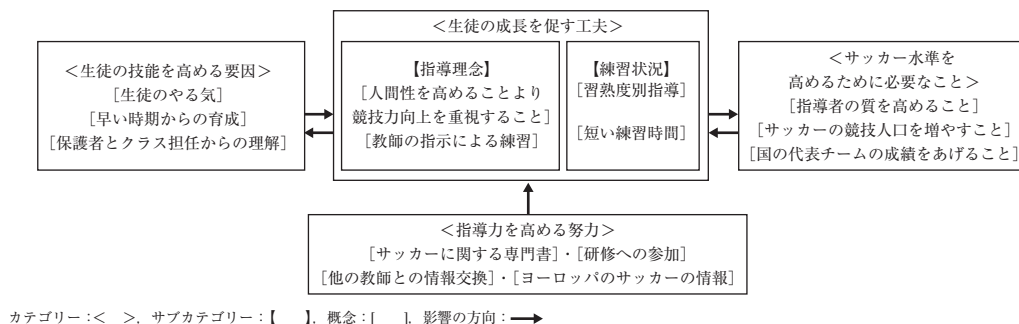 ＜生徒の成長を促す工夫＞
＜生徒の技能を高める要因＞
［生徒のやる気］
［早い時期からの育成］
［保護者とクラス担任からの理解］
【指導理念】
［人間性を高めることより
競技力向上を重視すること］
［教師の指示による練習］
【練習状況】
［習熟度別指導］
［短い練習時間］
＜サッカー水準を
高めるために必要なこと＞
［指導者の質を高めること］
［サッカーの競技人口を増やすこと］
［国の代表チームの成績をあげること］
＜指導力を高める努力＞
［サッカーに関する専門書］・［研修への参加］
［他の教師との情報交換］・［ヨーロッパのサッカーの情報］
カテゴリー：＜　＞，サブカテゴリー：【　　】，概念：［　　］，影響の方向：